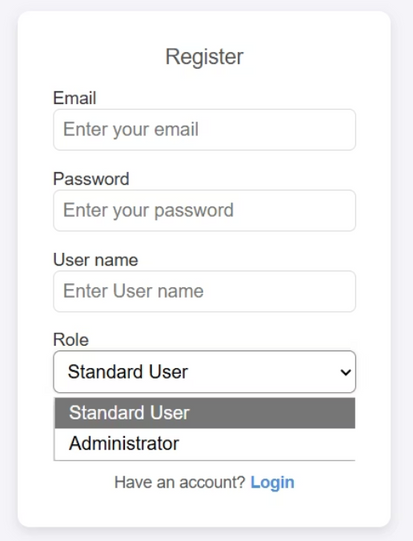 Register
Email
Enter your email
Password
Enter your password
User name
Enter User name
Role
Standard User
Standard User
Administrator
Have an account? Login